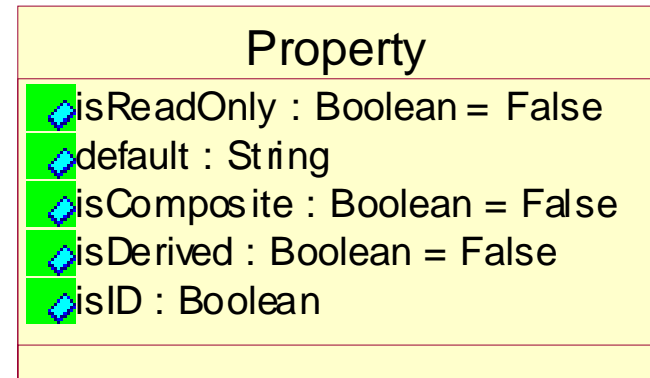 Property
isReadOnly : Boolean = False
default : String
isComposite : Boolean = False
isDerived : Boolean = False
isID : Boolean